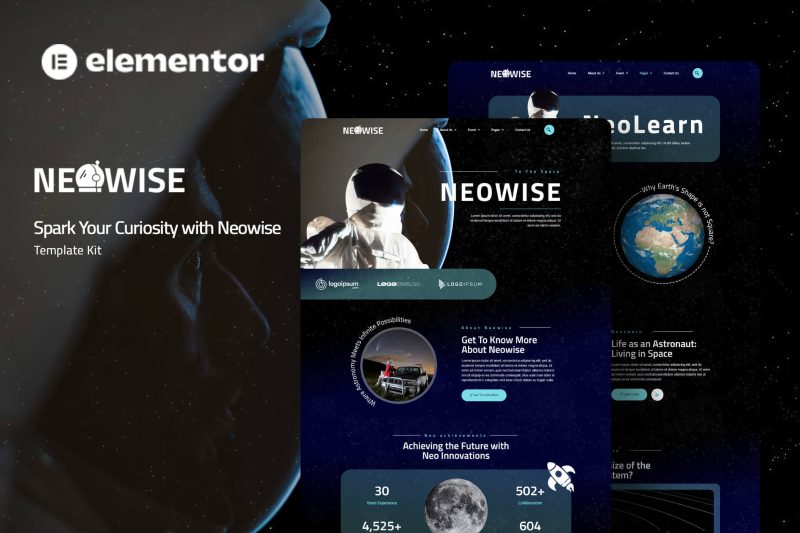 elementor
NEOWISE
Spark Your Curiosity with Neowise
Template Kit
NEOWISE
Home
About Us
Event
Pages
Contact Us
NeoLearn
NEOWISE
Home
About Us
Event
Pages
Contact Us
To The Space
NEOWISE
logoipsum
LOGO
LOGOIPSUM
Why Earth's Shape is not Square?
Where Astronomy Meets Infinite Possibilities
About Neowise
Get To Know More
About Neowise
Neolearn
Life as an Astronaut:
Living in Space
Neo achievements
Achieving the Future with
Neo Innovations
30
Years Experience
502+
Collaboration
4,525+
604
Size of the